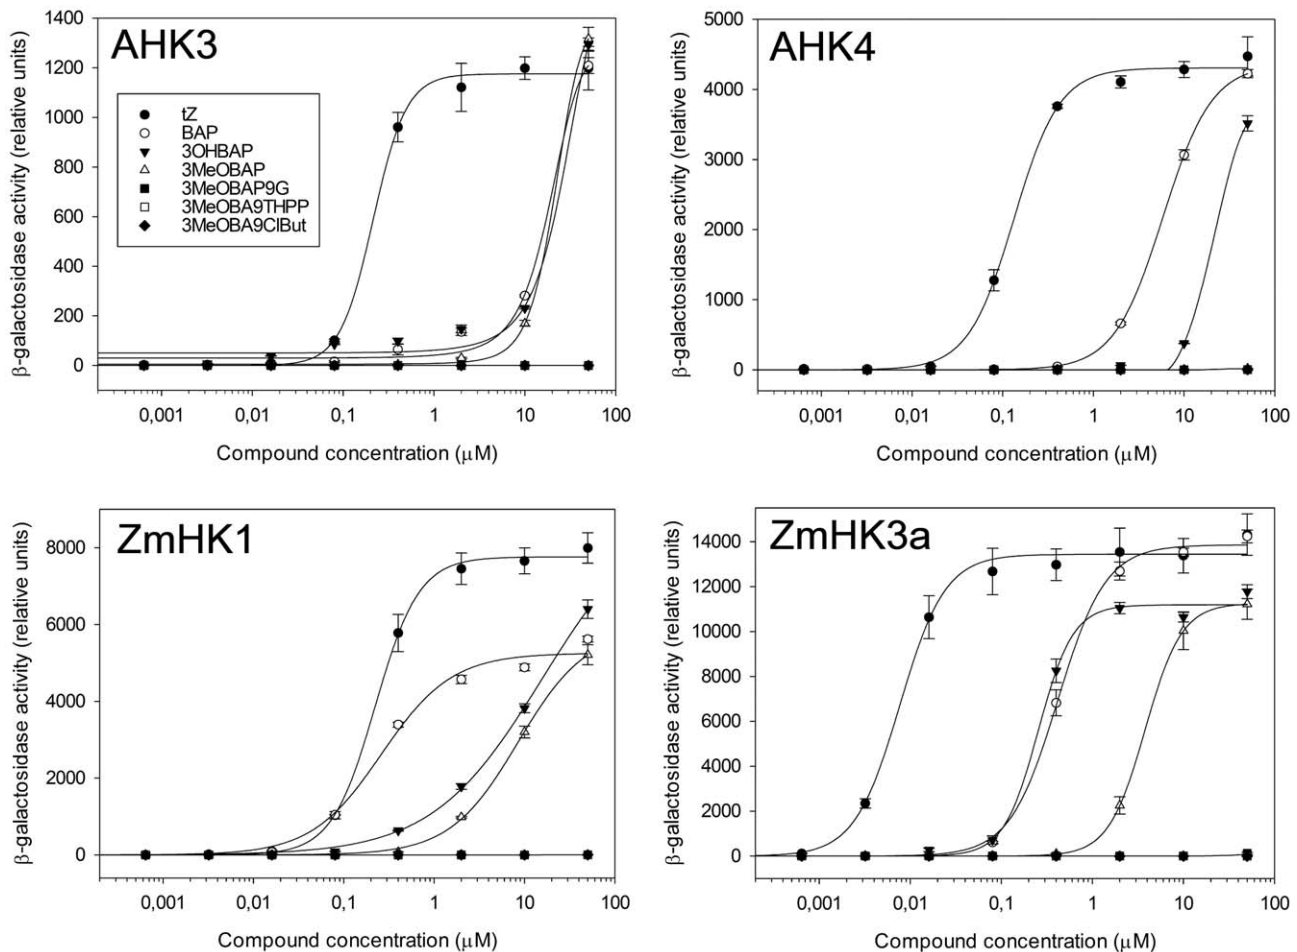 AHK3
β-galactosidase activity (relative units)
1400
1200
1000
800
600
400
200
0
tZ
BAP
3OHBAP
3MeOBAP
3MeOBAP9G
3MeOBA9THPP
3MeOBA9ClBut
0,001 0,01 0,1 1 10 100
Compound concentration (μM)
AHK4
β-galactosidase activity (relative units)
5000
4000
3000
2000
1000
0
0,001 0,01 0,1 1 10 100
Compound concentration (μM)
ZmHK1
β-galactosidase activity (relative units)
8000
6000
4000
2000
0
0,001 0,01 0,1 1 10 100
Compound concentration (μM)
ZmHK3a
β-galactosidase activity (relative units)
14000
12000
10000
8000
6000
4000
2000
0
0,001 0,01 0,1 1 10 100
Compound concentration (μM)